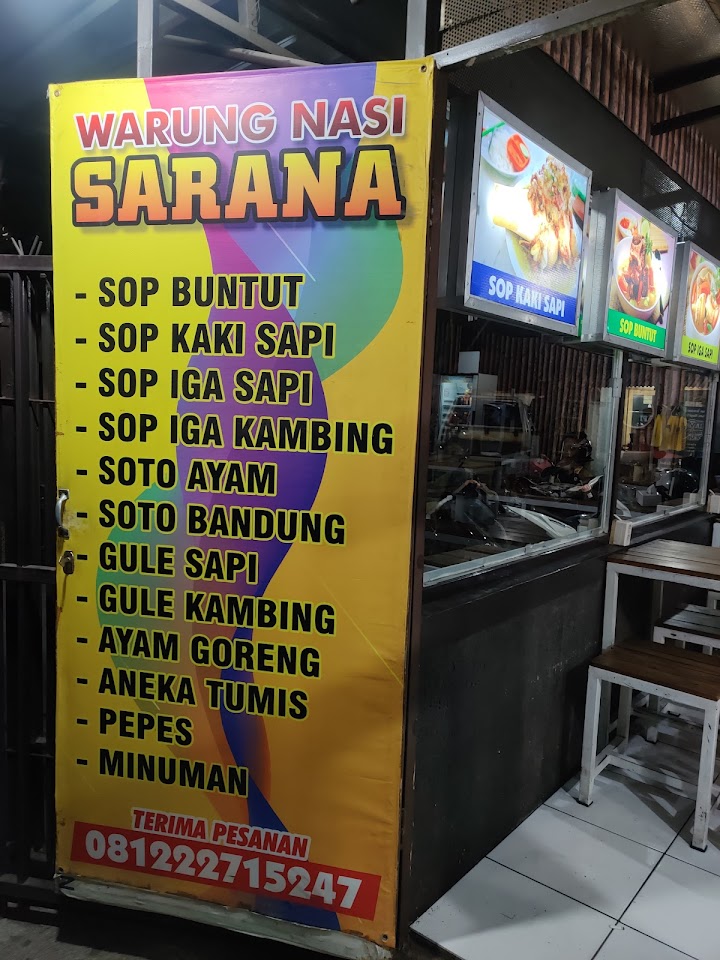 WARUNG NASI
SARANA
- SOP BUNTUT
- SOP KAKI SAPI
- SOP IGA SAPI
- SOP IGA KAMBING
- SOTO AYAM
- SOTO BANDUNG
- GULE SAPI
- GULE KAMBING
- AYAM GORENG
- ANEKA TUMIS
- PEPES
- MINUMAN
TERIMA PESANAN
081222715247
SOP KAKI SAPI
SOP BUNTUT
SOP IGA SAPI